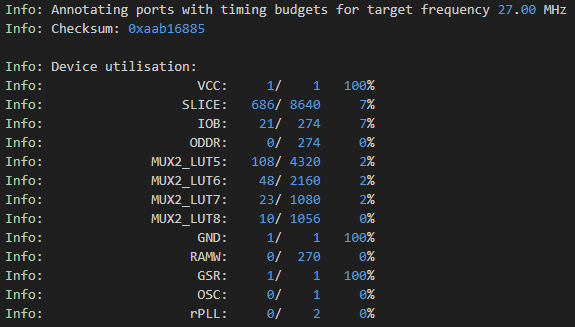 Info: Annotating ports with timing budgets for target frequency 27.00 MHz
Info: Checksum: 0xaab16885

Info: Device utilisation:
Info:                    VCC:     1/    1   100%
Info:                  SLICE:   686/ 8640     7%
Info:                    IOB:    21/  274     7%
Info:                   ODDR:     0/  274     0%
Info:              MUX2_LUT5:   108/ 4320     2%
Info:              MUX2_LUT6:    48/ 2160     2%
Info:              MUX2_LUT7:    23/ 1080     2%
Info:              MUX2_LUT8:    10/ 1056     0%
Info:                    GND:     1/    1   100%
Info:                   RAMW:     0/  270     0%
Info:                    GSR:     1/    1   100%
Info:                    OSC:     0/    1     0%
Info:                   rPLL:     0/    2     0%